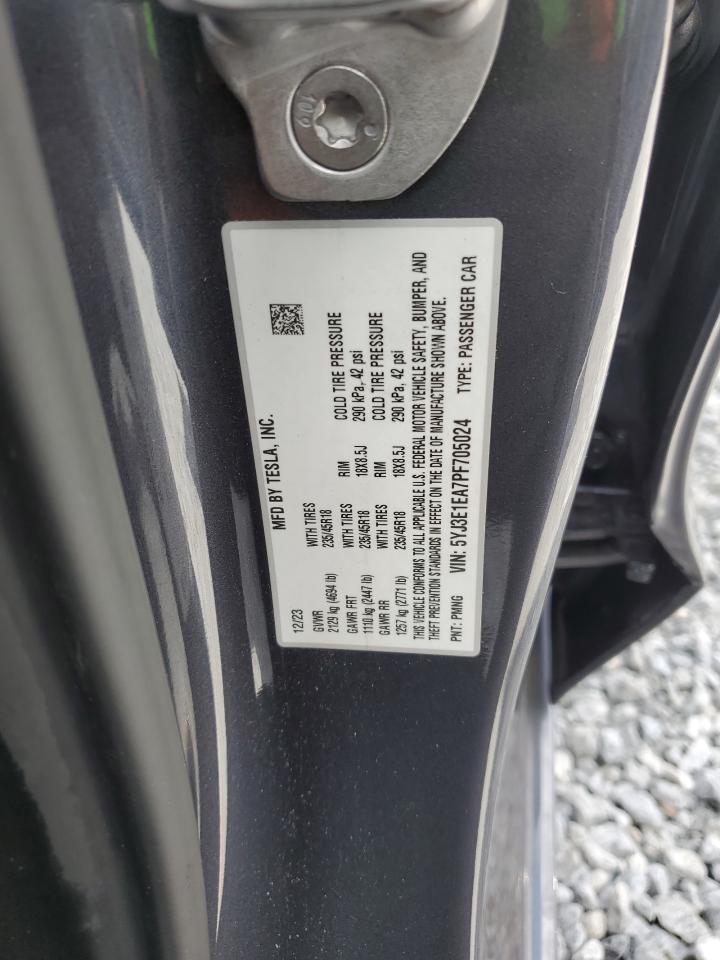 10.9
MFD BY TESLA, INC.
12/23
GVWR WITH TIRES RIM COLD TIRE PRESSURE
2129 kg (4694 lb) 235/45R18 18X8.5J 290 kPa, 42 psi
GAWR FRT WITH TIRES RIM COLD TIRE PRESSURE
1110 kg (2447 lb) 235/45R18 18X8.5J 290 kPa, 42 psi
GAWR RR WITH TIRES
1257 kg (2771 lb) 235/45R18
THIS VEHICLE CONFORMS TO ALL APPLICABLE U.S. FEDERAL MOTOR VEHICLE SAFETY, BUMPER, AND
THEFT PREVENTION STANDARDS IN EFFECT ON THE DATE OF MANUFACTURE SHOWN ABOVE.
PNT: PMNG VIN: 5YJ3E1EA7PF705024 TYPE: PASSENGER CAR